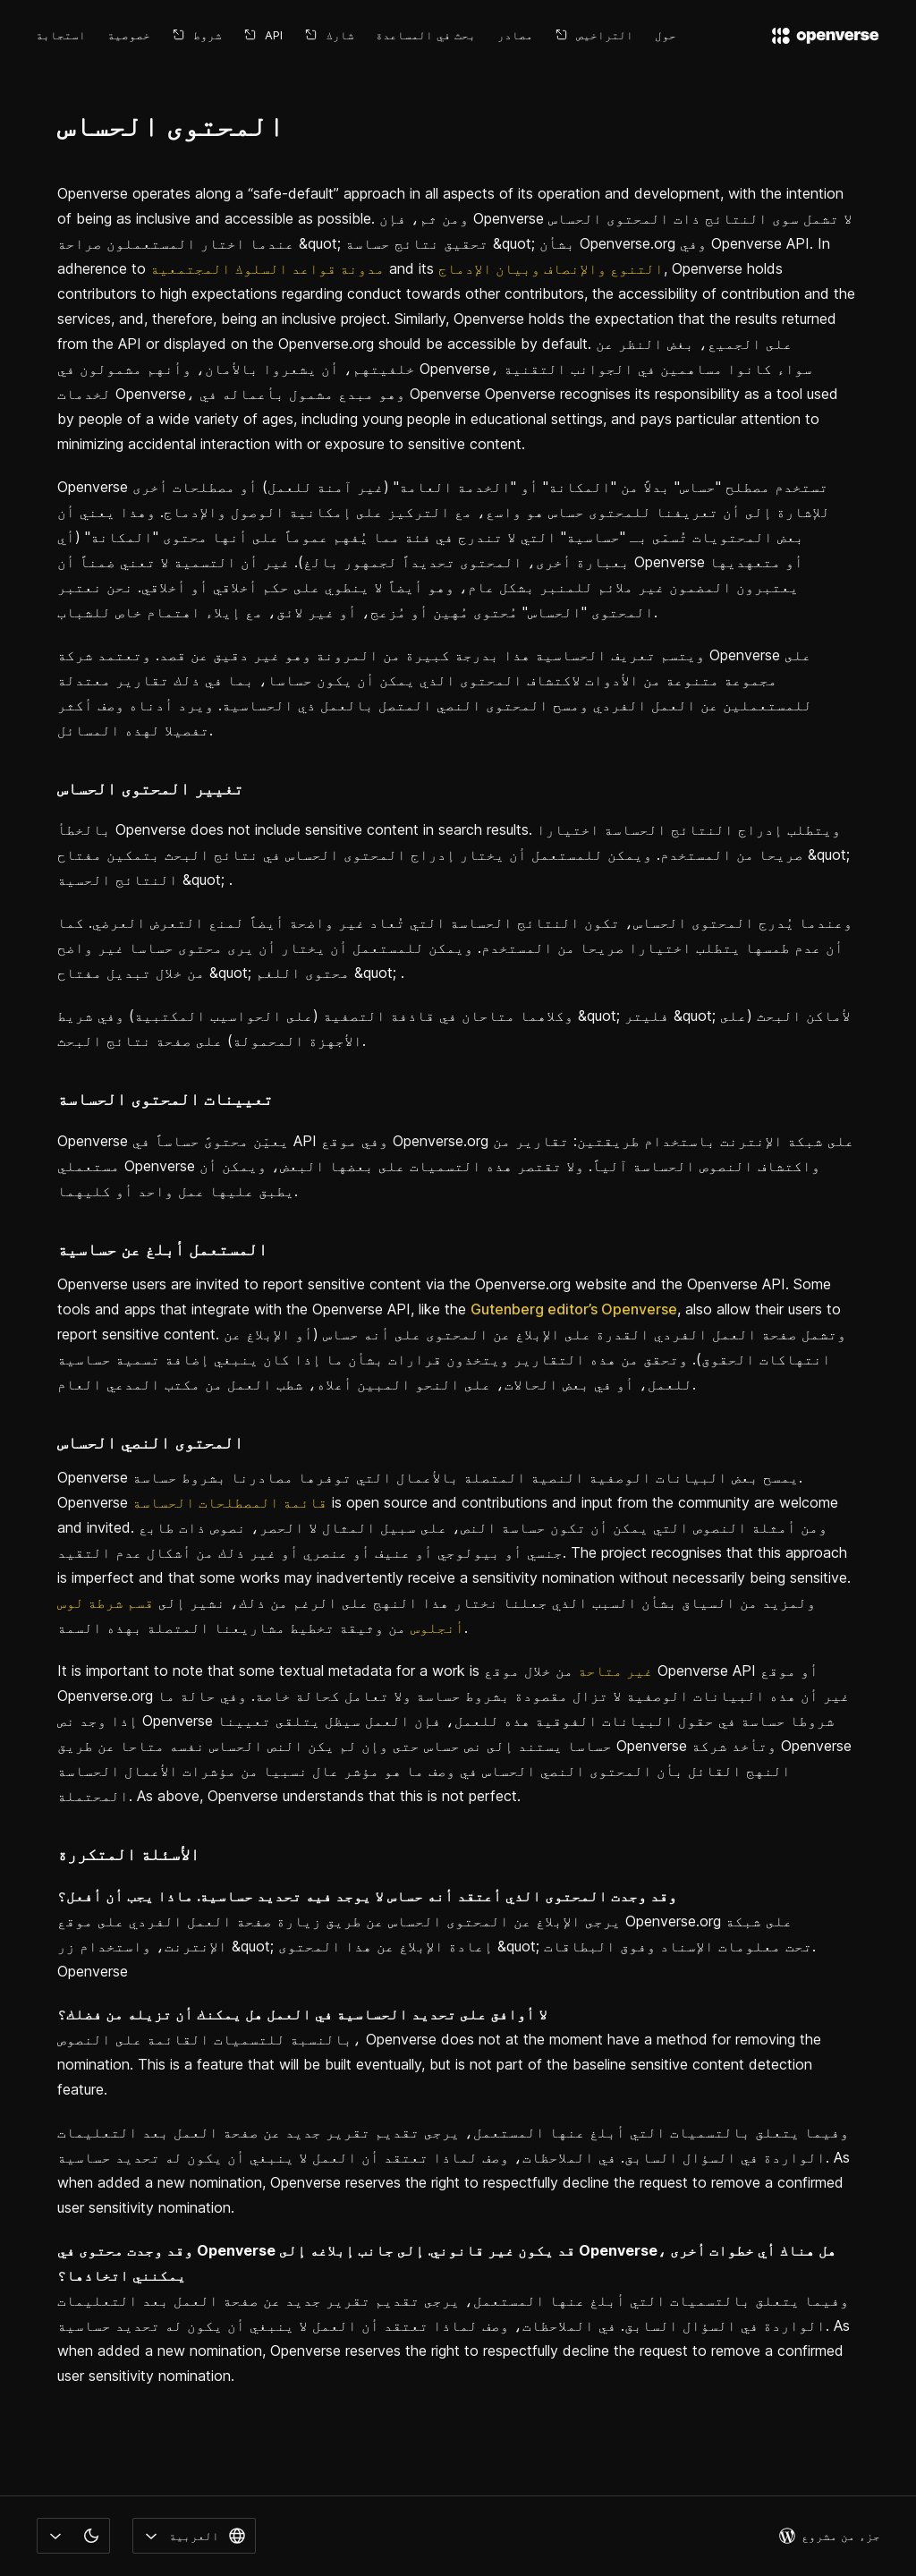 openverse
حول
التراخيص
مصادر
بحث في المساعدة
شارك
API
شروط
خصوصية
استجابة
المحتوى الحساس
Openverse operates along a “safe-default” approach in all aspects of its operation and development, with the intention
of being as inclusive and accessible as possible. ومن ثم، فإن Openverse لا تشمل سوى النتائج ذات المحتوى الحساس
عندما اختار المستعملون صراحة &quot; تحقيق نتائج حساسة &quot; بشأن Openverse.org وفي Openverse API. In
adherence to مدونة قواعد السلوك المجتمعية and its التنوع والإنصاف وبيان الإدماج, Openverse holds
contributors to high expectations regarding conduct towards other contributors, the accessibility of contribution and the
services, and, therefore, being an inclusive project. Similarly, Openverse holds the expectation that the results returned
from the API or displayed on the Openverse.org should be accessible by default. على الجميع، بغض النظر عن
خلفيتهم، أن يشعروا بالأمان، وأنهم مشمولون في Openverse، سواء كانوا مساهمين في الجوانب التقنية
لخدمات Openverse، وهو مبدع مشمول بأعماله في Openverse Openverse recognises its responsibility as a tool used
by people of a wide variety of ages, including young people in educational settings, and pays particular attention to
minimizing accidental interaction with or exposure to sensitive content.
Openverse تستخدم مصطلح "حساس" بدلاً من "المكانة" أو "الخدمة العامة" (غير آمنة للعمل) أو مصطلحات أخرى
للإشارة إلى أن تعريفنا للمحتوى حساس هو واسع، مع التركيز على إمكانية الوصول والإدماج. وهذا يعني أن
بعض المحتويات تُسمّى بـ "حساسية" التي لا تندرج في فئة مما يُفهم عموماً على أنها محتوى "المكانة" (أي
بعبارة أخرى، المحتوى تحديداً لجمهور بالغ). غير أن التسمية لا تعني ضمناً أن Openverse أو متعهديها
يعتبرون المضمون غير ملائم للمنبر بشكل عام، وهو أيضاً لا ينطوي على حكم أخلاقي أو أخلاقي. نحن نعتبر
المحتوى "الحساس" مُحتوى مُهين أو مُزعج، أو غير لائق، مع إيلاء اهتمام خاص للشباب.
ويتسم تعريف الحساسية هذا بدرجة كبيرة من المرونة وهو غير دقيق عن قصد. وتعتمد شركة Openverse على
مجموعة متنوعة من الأدوات لاكتشاف المحتوى الذي يمكن أن يكون حساسا، بما في ذلك تقارير معتدلة
للمستعملين عن العمل الفردي ومسح المحتوى النصي المتصل بالعمل ذي الحساسية. ويرد أدناه وصف أكثر
تفصيلا لهذه المسائل.
تغيير المحتوى الحساس
بالخطأ Openverse does not include sensitive content in search results. ويتطلب إدراج النتائج الحساسة اختيارا
صريحا من المستخدم. ويمكن للمستعمل أن يختار إدراج المحتوى الحساس في نتائج البحث بتمكين مفتاح &quot;
النتائج الحسية &quot; .
وعندما يُدرج المحتوى الحساس، تكون النتائج الحساسة التي تُعاد غير واضحة أيضاً لمنع التعرض العرضي. كما
أن عدم طمسها يتطلب اختيارا صريحا من المستخدم. ويمكن للمستعمل أن يختار أن يرى محتوى حساسا غير واضح
من خلال تبديل مفتاح &quot; محتوى اللغم &quot; .
وكلاهما متاحان في قاذفة التصفية (على الحواسيب المكتبية) وفي شريط &quot; فليتر &quot; لأماكن البحث (على
الأجهزة المحمولة) على صفحة نتائج البحث.
تعيينات المحتوى الحساسة
Openverse يعيّن محتوىً حساساً في API وفي موقع Openverse.org على شبكة الإنترنت باستخدام طريقتين: تقارير من
مستعملي Openverse واكتشاف النصوص الحساسة آلياً. ولا تقتصر هذه التسميات على بعضها البعض، ويمكن أن
يطبق عليها عمل واحد أو كليهما.
المستعمل أبلغ عن حساسية
Openverse users are invited to report sensitive content via the Openverse.org website and the Openverse API. Some
tools and apps that integrate with the Openverse API, like the Gutenberg editor’s Openverse, also allow their users to
report sensitive content. وتشمل صفحة العمل الفردي القدرة على الإبلاغ عن المحتوى على أنه حساس (أو الإبلاغ عن
انتهاكات الحقوق). وتحقق من هذه التقارير ويتخذون قرارات بشأن ما إذا كان ينبغي إضافة تسمية حساسية
للعمل، أو في بعض الحالات، على النحو المبين أعلاه، شطب العمل من مكتب المدعي العام.
المحتوى النصي الحساس
Openverse يمسح بعض البيانات الوصفية النصية المتصلة بالأعمال التي توفرها مصادرنا بشروط حساسة.
Openverse قائمة المصطلحات الحساسة is open source and contributions and input from the community are welcome
and invited. ومن أمثلة النصوص التي يمكن أن تكون حساسة النص، على سبيل المثال لا الحصر، نصوص ذات طابع
جنسي أو بيولوجي أو عنيف أو عنصري أو غير ذلك من أشكال عدم التقيد. The project recognises that this approach
is imperfect and that some works may inadvertently receive a sensitivity nomination without necessarily being sensitive.
ولمزيد من السياق بشأن السبب الذي جعلنا نختار هذا النهج على الرغم من ذلك، نشير إلى قسم شرطة لوس
أنجلوس من وثيقة تخطيط مشاريعنا المتصلة بهذه السمة.
It is important to note that some textual metadata for a work is غير متاحة من خلال موقع Openverse API أو موقع
Openverse.org غير أن هذه البيانات الوصفية لا تزال مقصودة بشروط حساسة ولا تعامل كحالة خاصة. وفي حالة ما
إذا وجد نص Openverse شروطا حساسة في حقول البيانات الفوقية هذه للعمل، فإن العمل سيظل يتلقى تعيينا
حساسا يستند إلى نص حساس حتى وإن لم يكن النص الحساس نفسه متاحا عن طريق Openverse وتأخذ شركة Openverse
النهج القائل بأن المحتوى النصي الحساس في وصف ما هو مؤشر عال نسبيا من مؤشرات الأعمال الحساسة
المحتملة. As above, Openverse understands that this is not perfect.
الأسئلة المتكررة
وقد وجدت المحتوى الذي أعتقد أنه حساس لا يوجد فيه تحديد حساسية. ماذا يجب أن أفعل؟
يرجى الإبلاغ عن المحتوى الحساس عن طريق زيارة صفحة العمل الفردي على موقع Openverse.org على شبكة
الإنترنت، واستخدام زر &quot; إعادة الإبلاغ عن هذا المحتوى &quot; تحت معلومات الإسناد وفوق البطاقات.
Openverse
لا أوافق على تحديد الحساسية في العمل هل يمكنك أن تزيله من فضلك؟
بالنسبة للتسميات القائمة على النصوص، Openverse does not at the moment have a method for removing the
nomination. This is a feature that will be built eventually, but is not part of the baseline sensitive content detection
feature.
وفيما يتعلق بالتسميات التي أبلغ عنها المستعمل، يرجى تقديم تقرير جديد عن صفحة العمل بعد التعليمات
الواردة في السؤال السابق. في الملاحظات، وصف لماذا تعتقد أن العمل لا ينبغي أن يكون له تحديد حساسية. As
when added a new nomination, Openverse reserves the right to respectfully decline the request to remove a confirmed
user sensitivity nomination.
وقد وجدت محتوى في Openverse قد يكون غير قانوني. إلى جانب إبلاغه إلى Openverse، هل هناك أي خطوات أخرى
يمكنني اتخاذها؟
وفيما يتعلق بالتسميات التي أبلغ عنها المستعمل، يرجى تقديم تقرير جديد عن صفحة العمل بعد التعليمات
الواردة في السؤال السابق. في الملاحظات، وصف لماذا تعتقد أن العمل لا ينبغي أن يكون له تحديد حساسية. As
when added a new nomination, Openverse reserves the right to respectfully decline the request to remove a confirmed
user sensitivity nomination.
جزء من مشروع
العربية